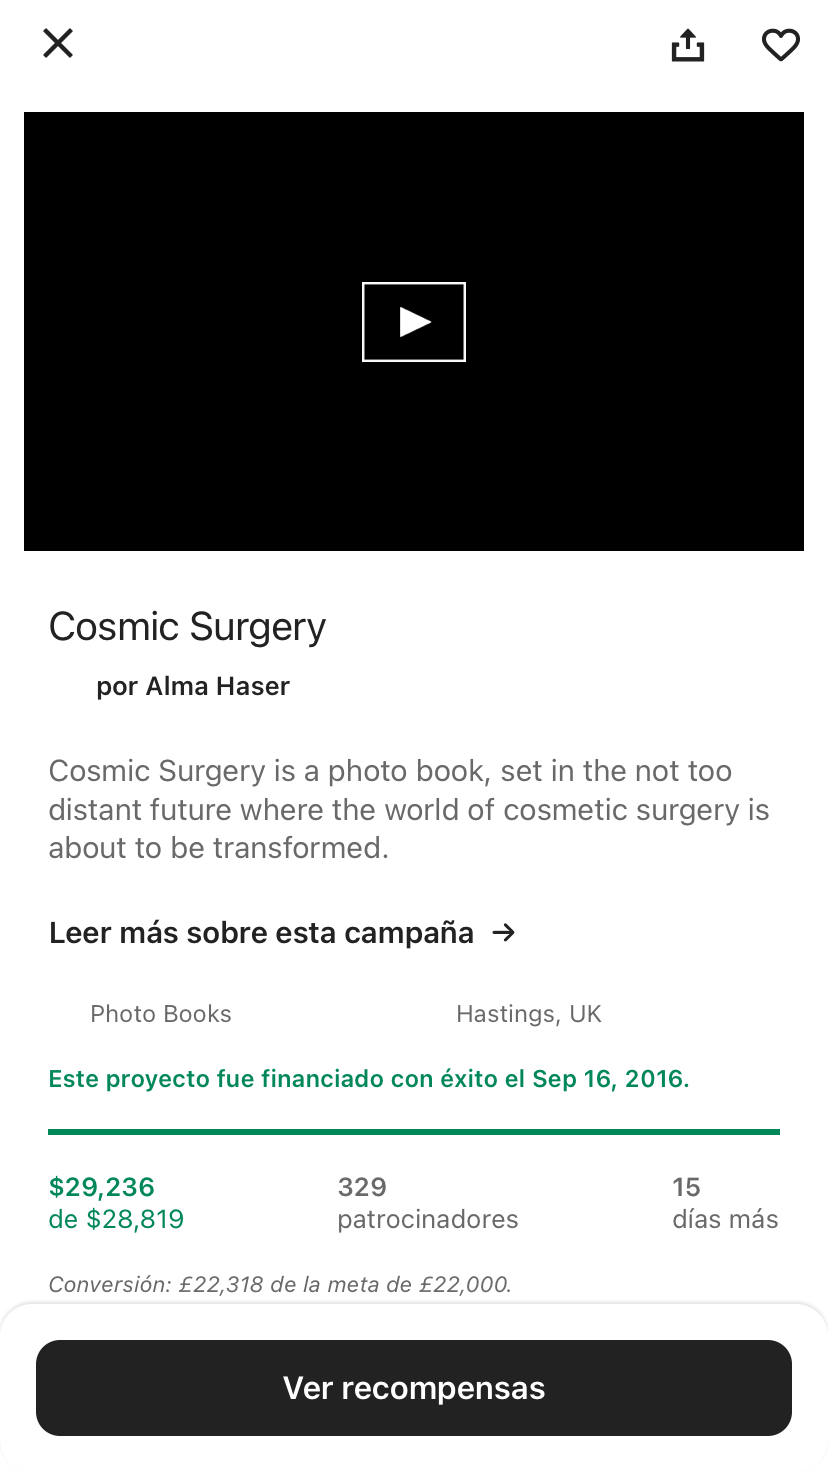 Cosmic Surgery
por Alma Haser
Cosmic Surgery is a photo book, set in the not too
distant future where the world of cosmetic surgery is
about to be transformed.
Leer más sobre esta campaña →
Photo Books
Hastings, UK
Este proyecto fue financiado con éxito el Sep 16, 2016.
$29,236
de $28,819
329
patrocinadores
15
días más
Conversión: £22,318 de la meta de £22,000.
Ver recompensas